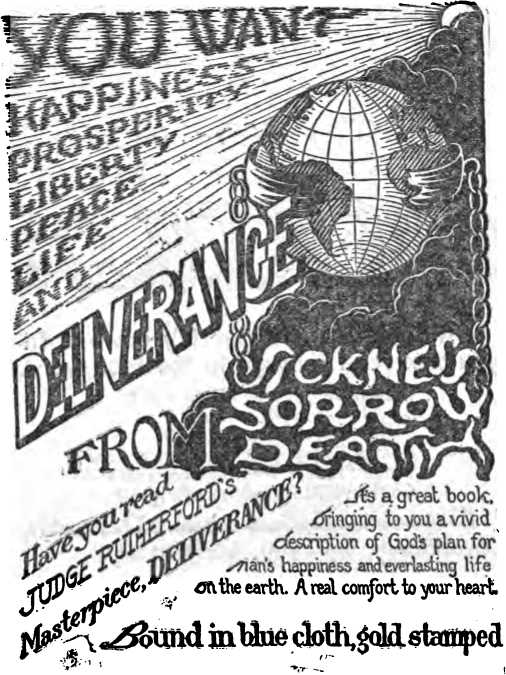 YOU WANT
HAPPINESS
PROSPERITY
LIBERTY
PEACE
LIFE
AND
DELIVERANCE
FROM
SICKNESS
SORROW
DEATH
Have you read
JUDGE RUTHERFORD'S
Masterpiece, DELIVERANCE?
Its a great book,
bringing to you a vivid
description of God's plan for
man's happiness and everlasting life
on the earth. A real comfort to your heart.
Bound in blue cloth, gold stamped